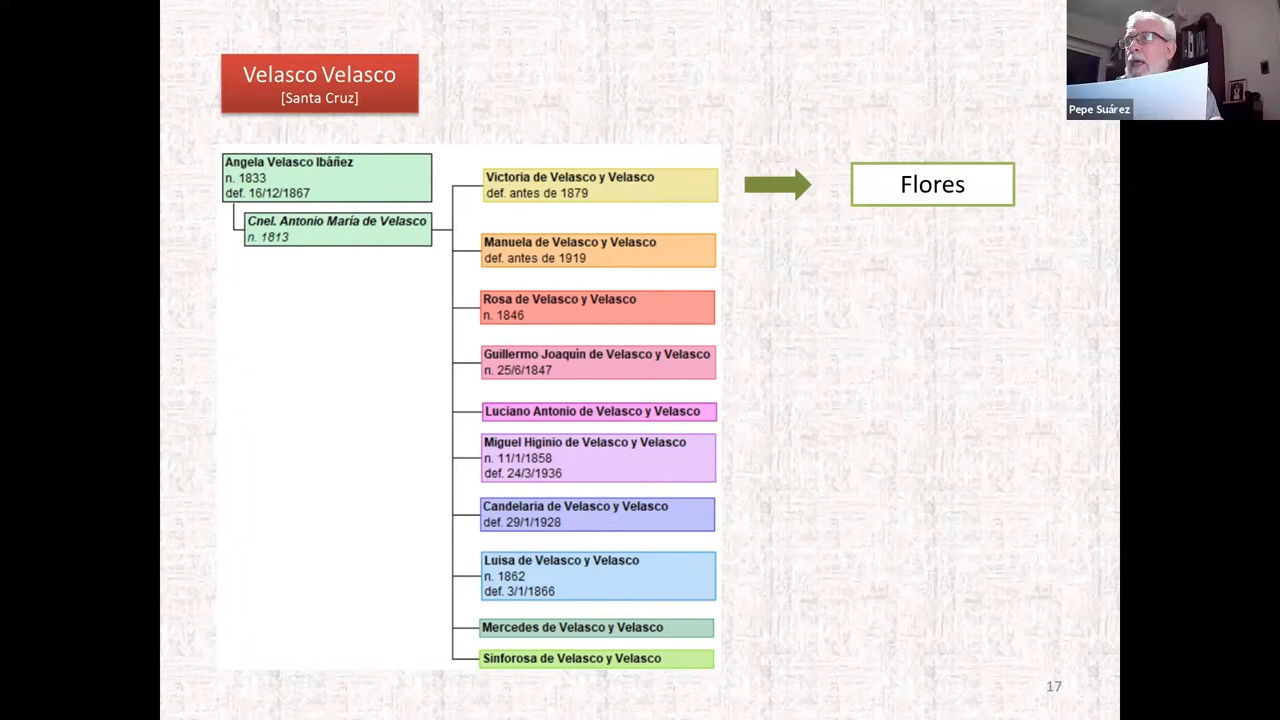 Velasco Velasco
[Santa Cruz]
Pepe Suárez
Angela Velasco Ibáñez
n. 1833
def. 16/12/1867
Cnel. Antonio María de Velasco
n. 1813
Victoria de Velasco y Velasco
def. antes de 1879
Flores
Manuela de Velasco y Velasco
def. antes de 1919
Rosa de Velasco y Velasco
n. 1846
Guillermo Joaquín de Velasco y Velasco
n. 25/6/1847
Luciano Antonio de Velasco y Velasco
Miguel Higinio de Velasco y Velasco
n. 11/1/1858
def. 24/3/1936
Candelaria de Velasco y Velasco
def. 29/1/1928
Luisa de Velasco y Velasco
n. 1862
def. 3/1/1866
Mercedes de Velasco y Velasco
Sinforosa de Velasco y Velasco
17